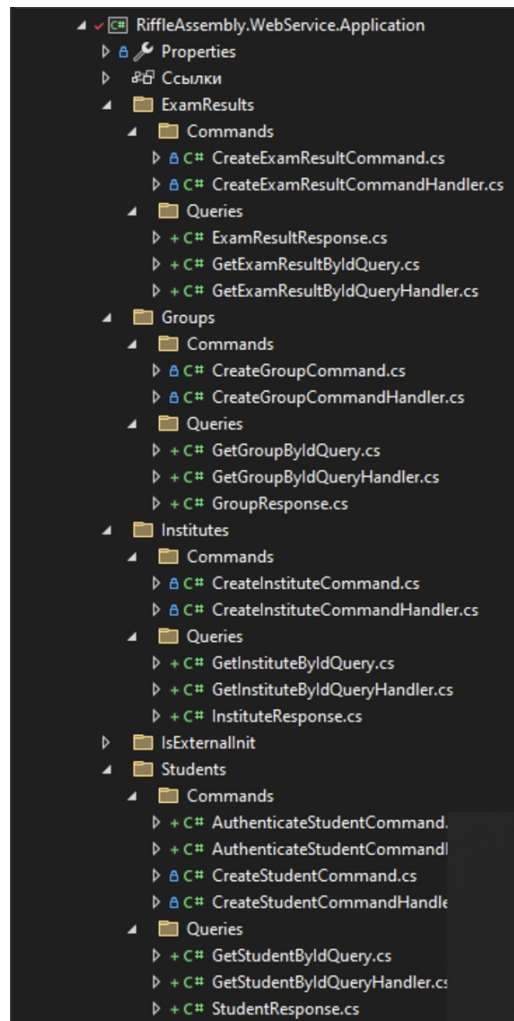 RiffleAssembly.WebService.Application
Properties
Ссылки
ExamResults
Commands
C# CreateExamResultCommand.cs
C# CreateExamResultCommandHandler.cs
Queries
+ C# ExamResultResponse.cs
+ C# GetExamResultByIdQuery.cs
+ C# GetExamResultByIdQueryHandler.cs
Groups
Commands
C# CreateGroupCommand.cs
C# CreateGroupCommandHandler.cs
Queries
+ C# GetGroupByIdQuery.cs
+ C# GetGroupByIdQueryHandler.cs
+ C# GroupResponse.cs
Institutes
Commands
C# CreateInstituteCommand.cs
C# CreateInstituteCommandHandler.cs
Queries
+ C# GetInstituteByIdQuery.cs
+ C# GetInstituteByIdQueryHandler.cs
+ C# InstituteResponse.cs
IsExternalInit
Students
Commands
+ C# AuthenticateStudentCommand.
+ C# AuthenticateStudentCommandl
C# CreateStudentCommand.cs
C# CreateStudentCommandHandle
Queries
+ C# GetStudentByIdQuery.cs
+ C# GetStudentByIdQueryHandler.cs
+ C# StudentResponse.cs